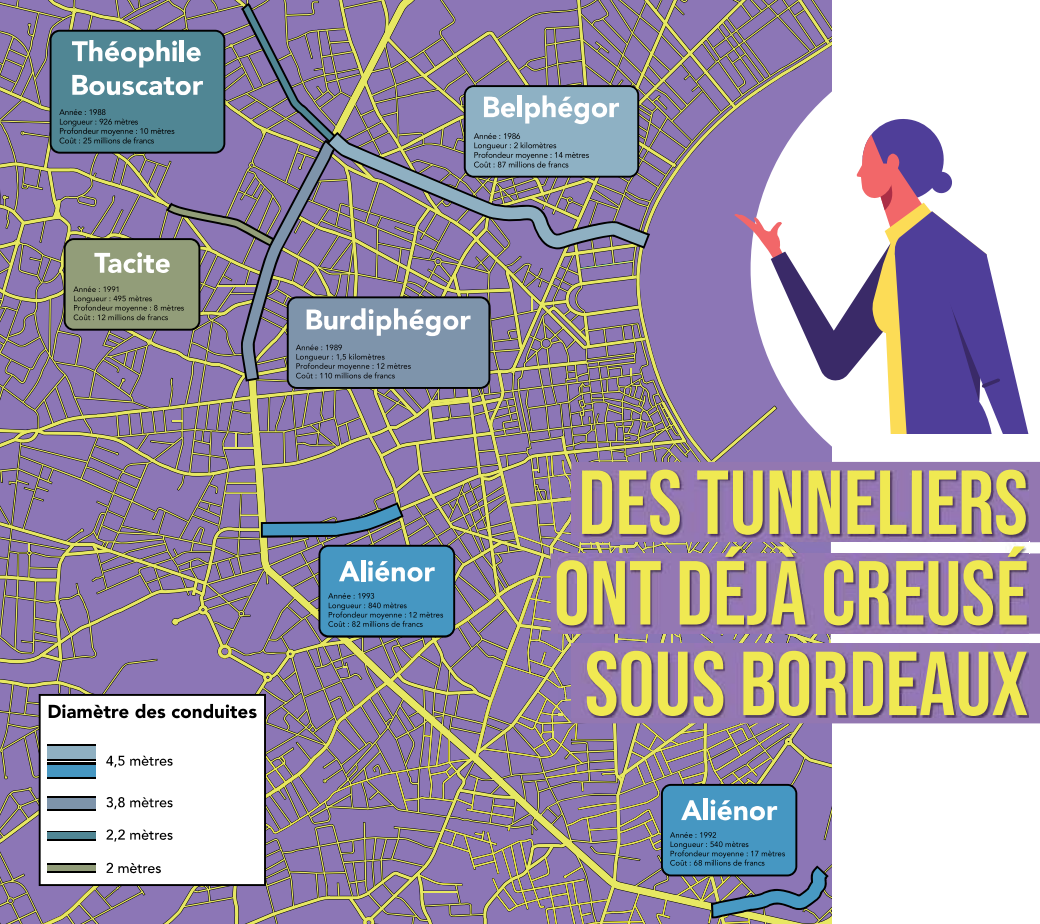 Théophile
Bouscator
Année : 1988
Longueur : 926 mètres
Profondeur moyenne : 10 mètres
Coût : 25 millions de francs
Belphégor
Année : 1986
Longueur : 2 kilomètres
Profondeur moyenne : 14 mètres
Coût : 87 millions de francs
Tacite
Année : 1991
Longueur : 495 mètres
Profondeur moyenne : 8 mètres
Coût : 12 millions de francs
Burdiphégor
Année : 1989
Longueur : 1,5 kilomètres
Profondeur moyenne : 12 mètres
Coût : 110 millions de francs
DES TUNNELIERS
ONT DÉJÀ CREUSÉ
SOUS BORDEAUX
Aliénor
Année : 1993
Longueur : 840 mètres
Profondeur moyenne : 12 mètres
Coût : 82 millions de francs
Diamètre des conduites
4,5 mètres
3,8 mètres
2,2 mètres
2 mètres
Aliénor
Année : 1992
Longueur : 540 mètres
Profondeur moyenne : 17 mètres
Coût : 68 millions de francs